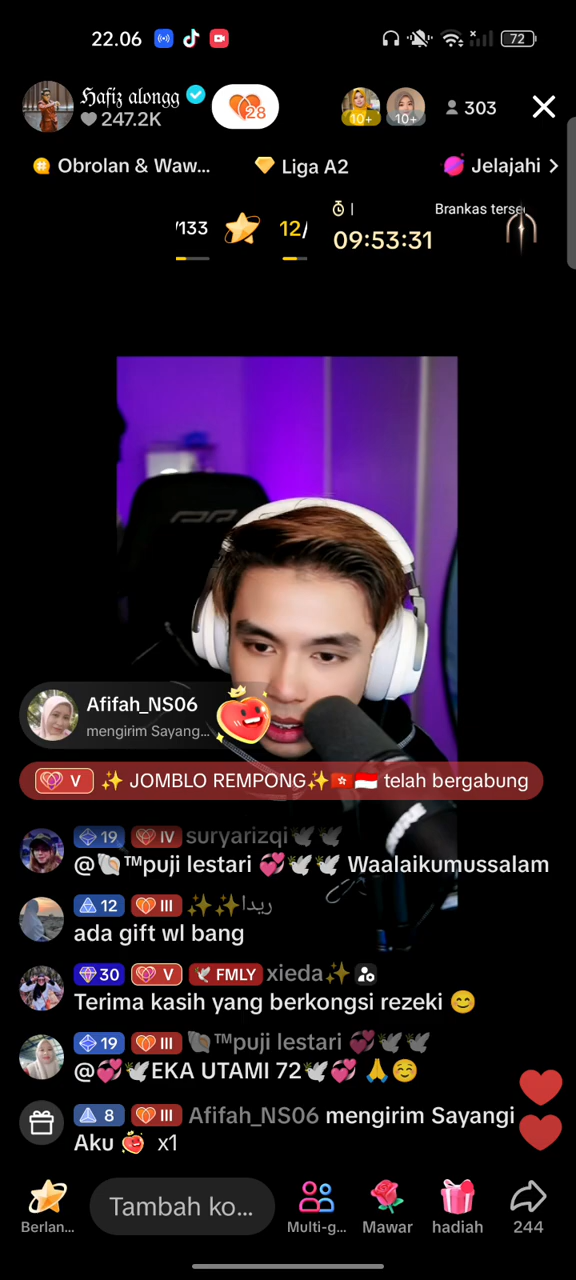 22.06
72
ℌafiz alongg
247.2K
28
10+
10+
303
Obrolan & Waw...
Liga A2
Jelajahi
/133
12/
09:53:31
Brankas terse
Afifah_NS06
mengirim Sayang...
V ✨ JOMBLO REMPONG✨🇭🇰🇮🇩 telah bergabung
19 IV suryarizqi🕊️🕊️
@🐚™puji lestari 💞🕊️🕊️ Waalaikumussalam
12 III ✨✨ريدا
ada gift wl bang
30 V FMLY xieda✨
Terima kasih yang berkongsi rezeki 😊
19 III 🐚™puji lestari 💞🕊️🕊️
@💞🕊️EKA UTAMI 72🕊️💞 🙏☺️
8 III Afifah_NS06 mengirim Sayangi
Aku x1
Berlan...
Tambah ko...
Multi-g...
Mawar
hadiah
244